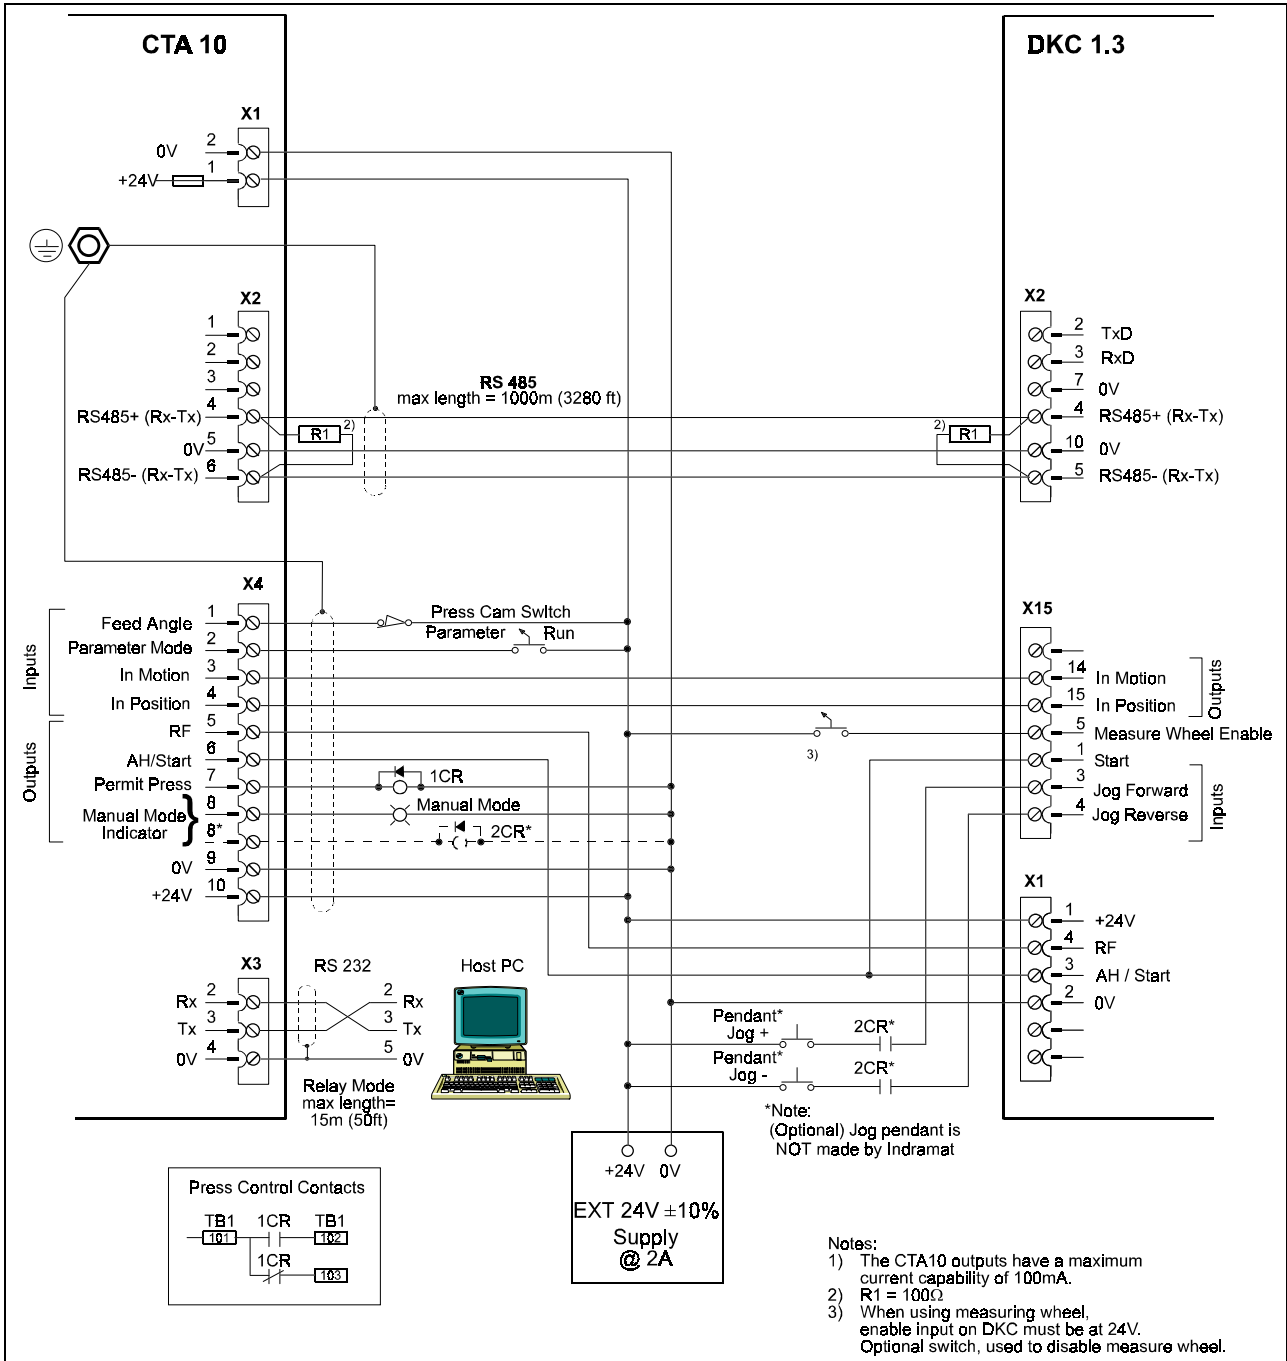 CTA 10
DKC 1.3
X1
0V 2
+24V 1
X2
1
2
3
RS485+ (Rx-Tx) 4
0V 5
RS485- (Rx-Tx) 6
R1 2)
RS 485
max length = 1000m (3280 ft)
2) R1
X2
2 TxD
3 RxD
7 0V
4 RS485+ (Rx-Tx)
10 0V
5 RS485- (Rx-Tx)
X4
Inputs
Feed Angle 1
Parameter Mode 2
In Motion 3
In Position 4
Outputs
RF 5
AH/Start 6
Permit Press 7
Manual Mode
Indicator
8
8*
0V 9
+24V 10
Press Cam Switch
Parameter Run
1CR
Manual Mode
2CR*
3)
X15
14 In Motion
15 In Position
Outputs
5 Measure Wheel Enable
1 Start
3 Jog Forward
4 Jog Reverse
Inputs
X1
1 +24V
4 RF
3 AH / Start
2 0V
X3
Rx 2
Tx 3
0V 4
RS 232
2 Rx
3 Tx
5 0V
Relay Mode
max length=
15m (50ft)
Host PC
Pendant*
Jog +
2CR*
Pendant*
Jog -
2CR*
*Note:
(Optional) Jog pendant is
NOT made by Indramat
+24V 0V
EXT 24V ±10%
Supply
@ 2A
Press Control Contacts
TB1 1CR TB1
101 102
1CR
103
Notes:
1) The CTA10 outputs have a maximum
current capability of 100mA.
2) R1 = 100Ω
3) When using measuring wheel,
enable input on DKC must be at 24V.
Optional switch, used to disable measure wheel.